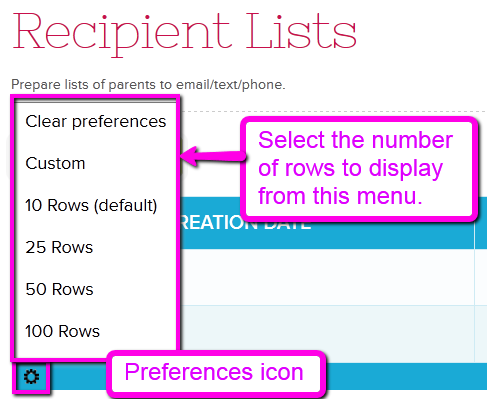 Recipient Lists
Prepare lists of parents to email/text/phone.
Clear preferences
Custom
10 Rows (default)
25 Rows
50 Rows
100 Rows
Select the number
of rows to display
from this menu.
DATE
Preferences icon